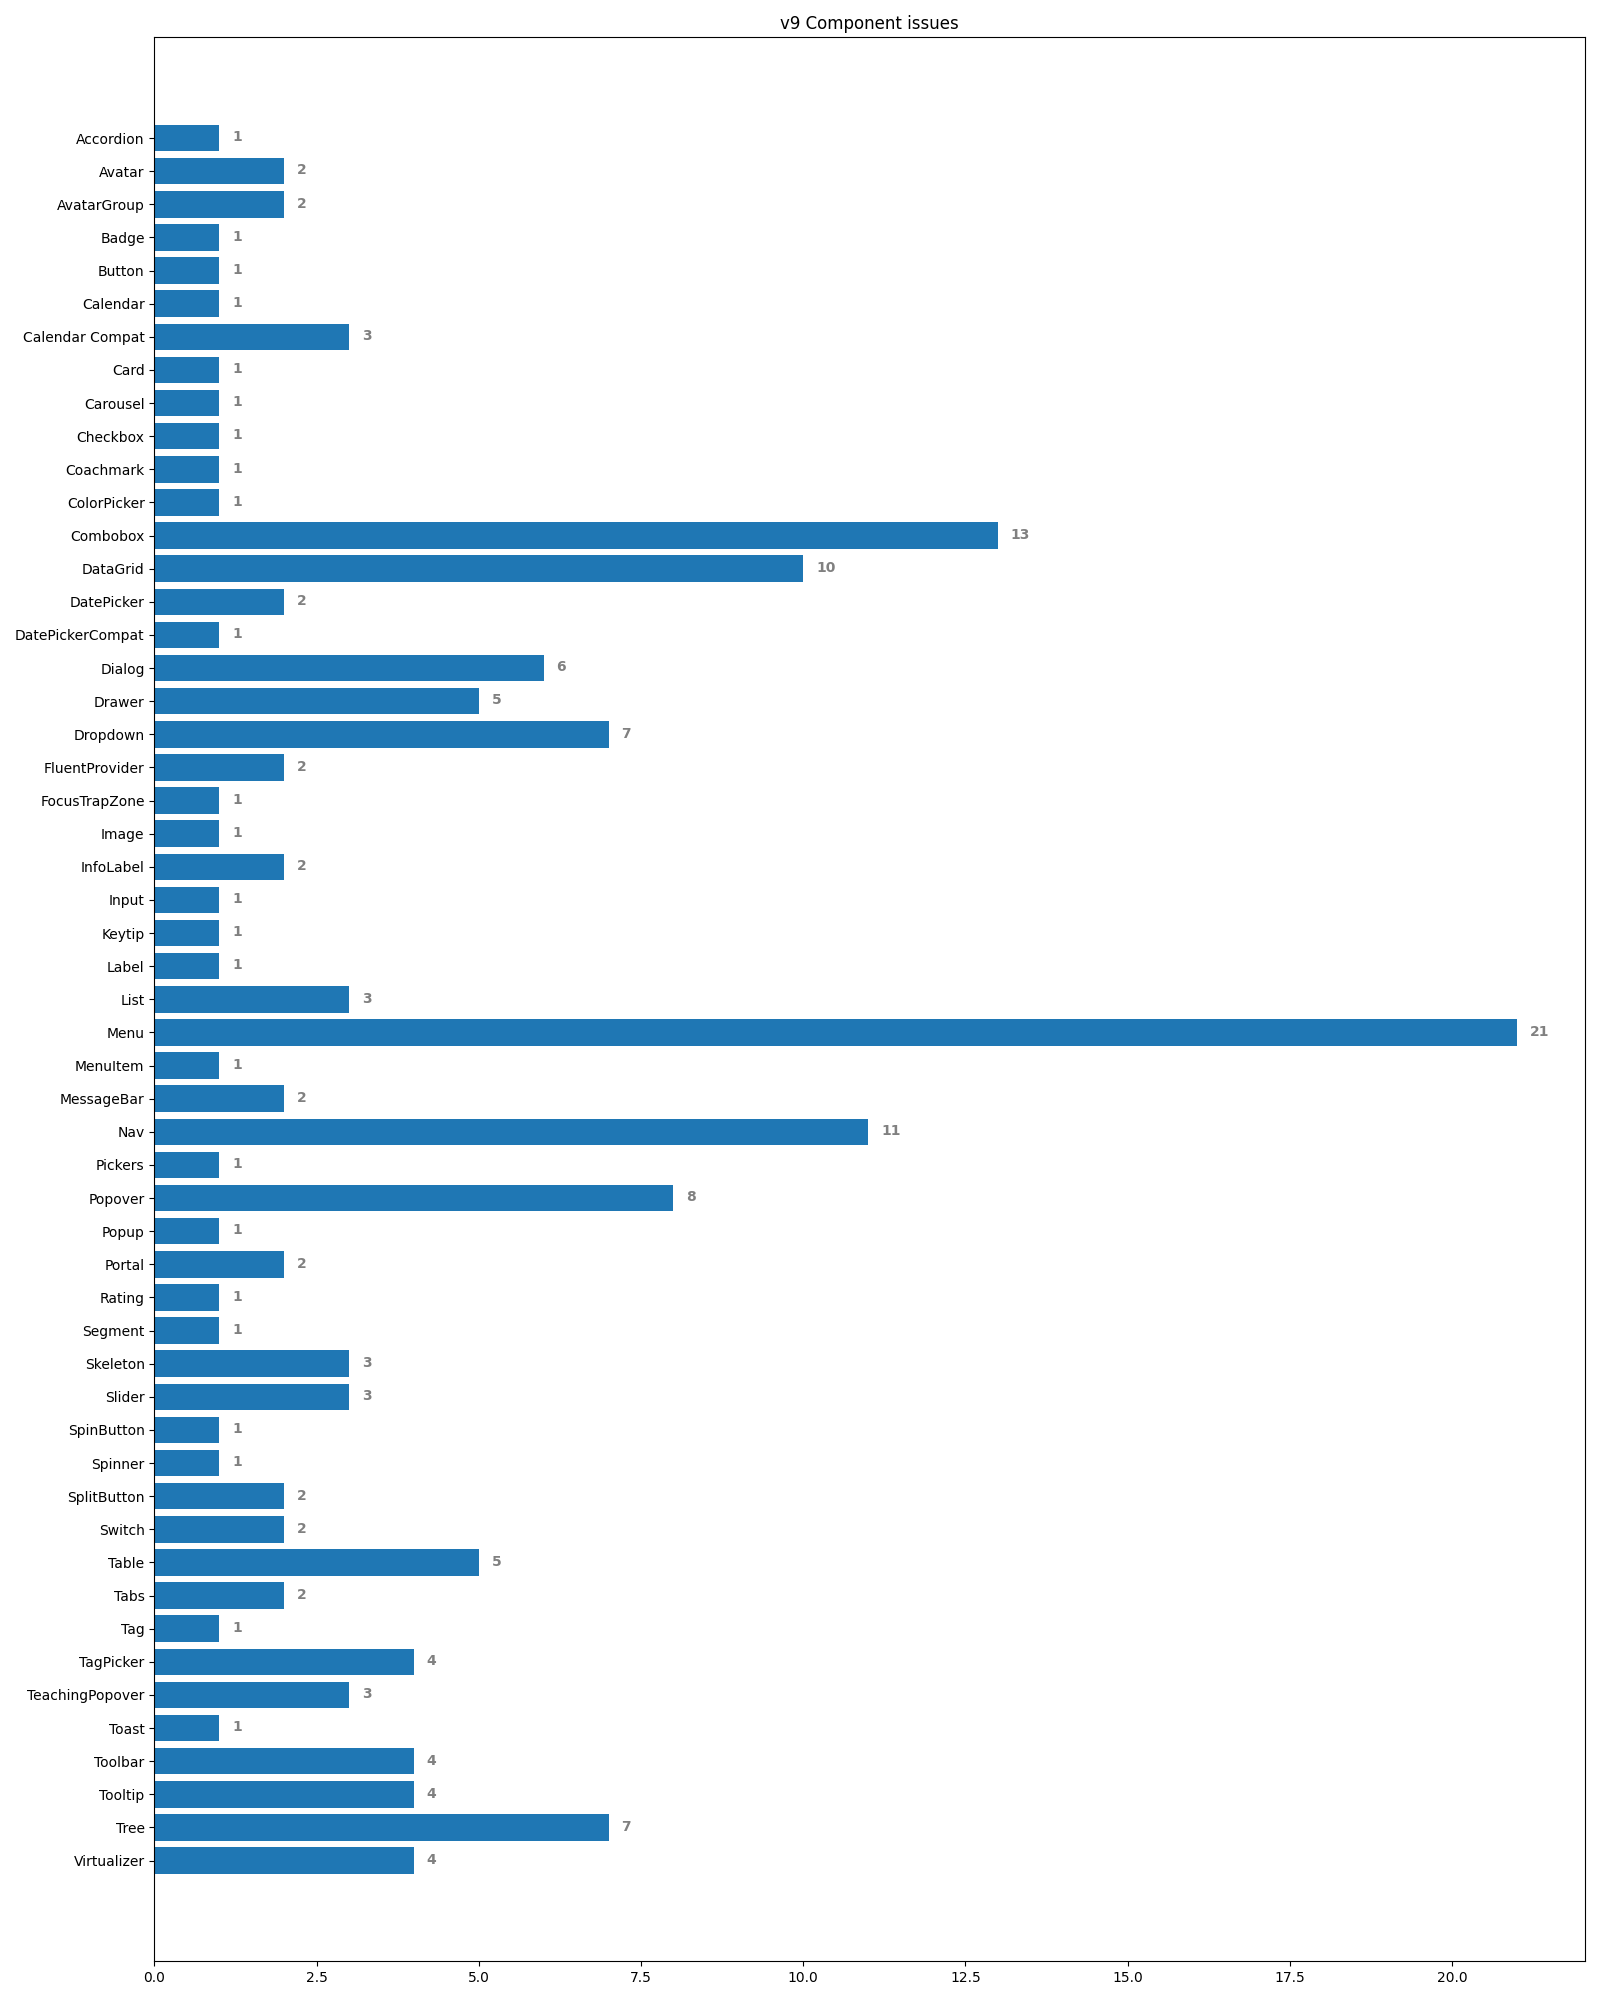 v9 Component issues
Accordion 1
Avatar 2
AvatarGroup 2
Badge 1
Button 1
Calendar 1
Calendar Compat 3
Card 1
Carousel 1
Checkbox 1
Coachmark 1
ColorPicker 1
Combobox 13
DataGrid 10
DatePicker 2
DatePickerCompat 1
Dialog 6
Drawer 5
Dropdown 7
FluentProvider 2
FocusTrapZone 1
Image 1
InfoLabel 2
Input 1
Keytip 1
Label 1
List 3
Menu 21
MenuItem 1
MessageBar 2
Nav 11
Pickers 1
Popover 8
Popup 1
Portal 2
Rating 1
Segment 1
Skeleton 3
Slider 3
SpinButton 1
Spinner 1
SplitButton 2
Switch 2
Table 5
Tabs 2
Tag 1
TagPicker 4
TeachingPopover 3
Toast 1
Toolbar 4
Tooltip 4
Tree 7
Virtualizer 4
0.0 2.5 5.0 7.5 10.0 12.5 15.0 17.5 20.0